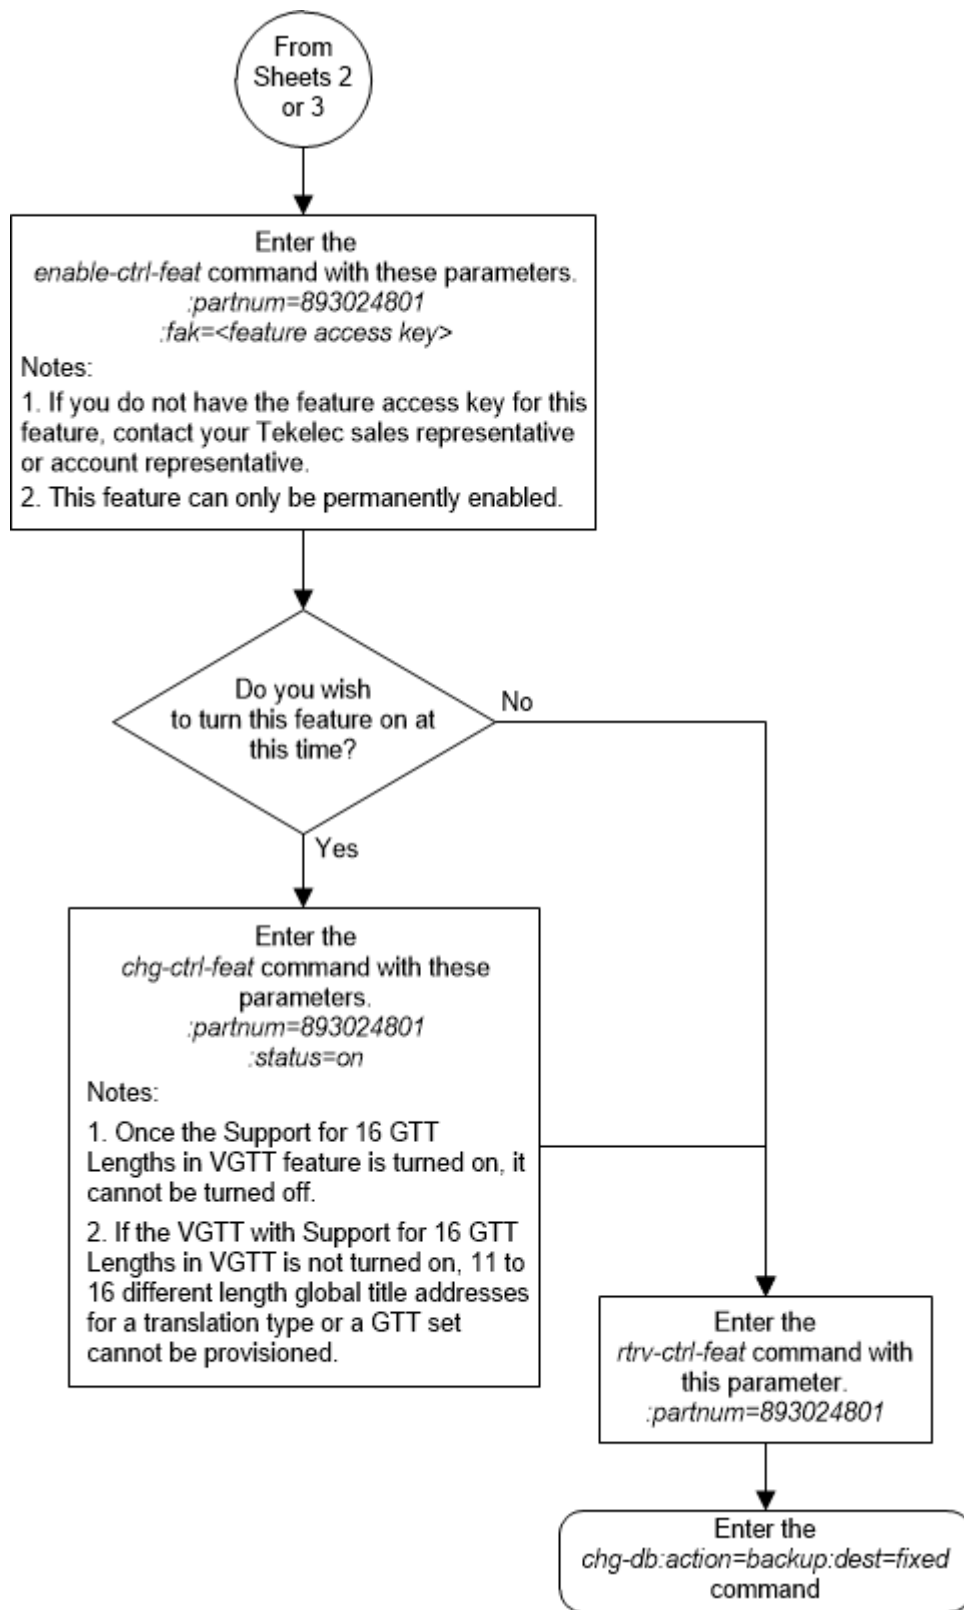 From
Sheets 2
or 3
Enter the
enable-ctrl-feat command with these parameters.
:partnum=893024801
:fak=<feature access key>
Notes:
1. If you do not have the feature access key for this
feature, contact your Tekelec sales representative
or account representative.
2. This feature can only be permanently enabled.
Do you wish
to turn this feature on at
this time?
No
Yes
Enter the
chg-ctrl-feat command with these
parameters.
:partnum=893024801
:status=on
Notes:
1. Once the Support for 16 GTT
Lengths in VGTT feature is turned on, it
cannot be turned off.
2. If the VGTT with Support for 16 GTT
Lengths in VGTT is not turned on, 11 to
16 different length global title addresses
for a translation type or a GTT set
cannot be provisioned.
Enter the
rtrv-ctrl-feat command with
this parameter.
:partnum=893024801
Enter the
chg-db:action=backup:dest=fixed
command